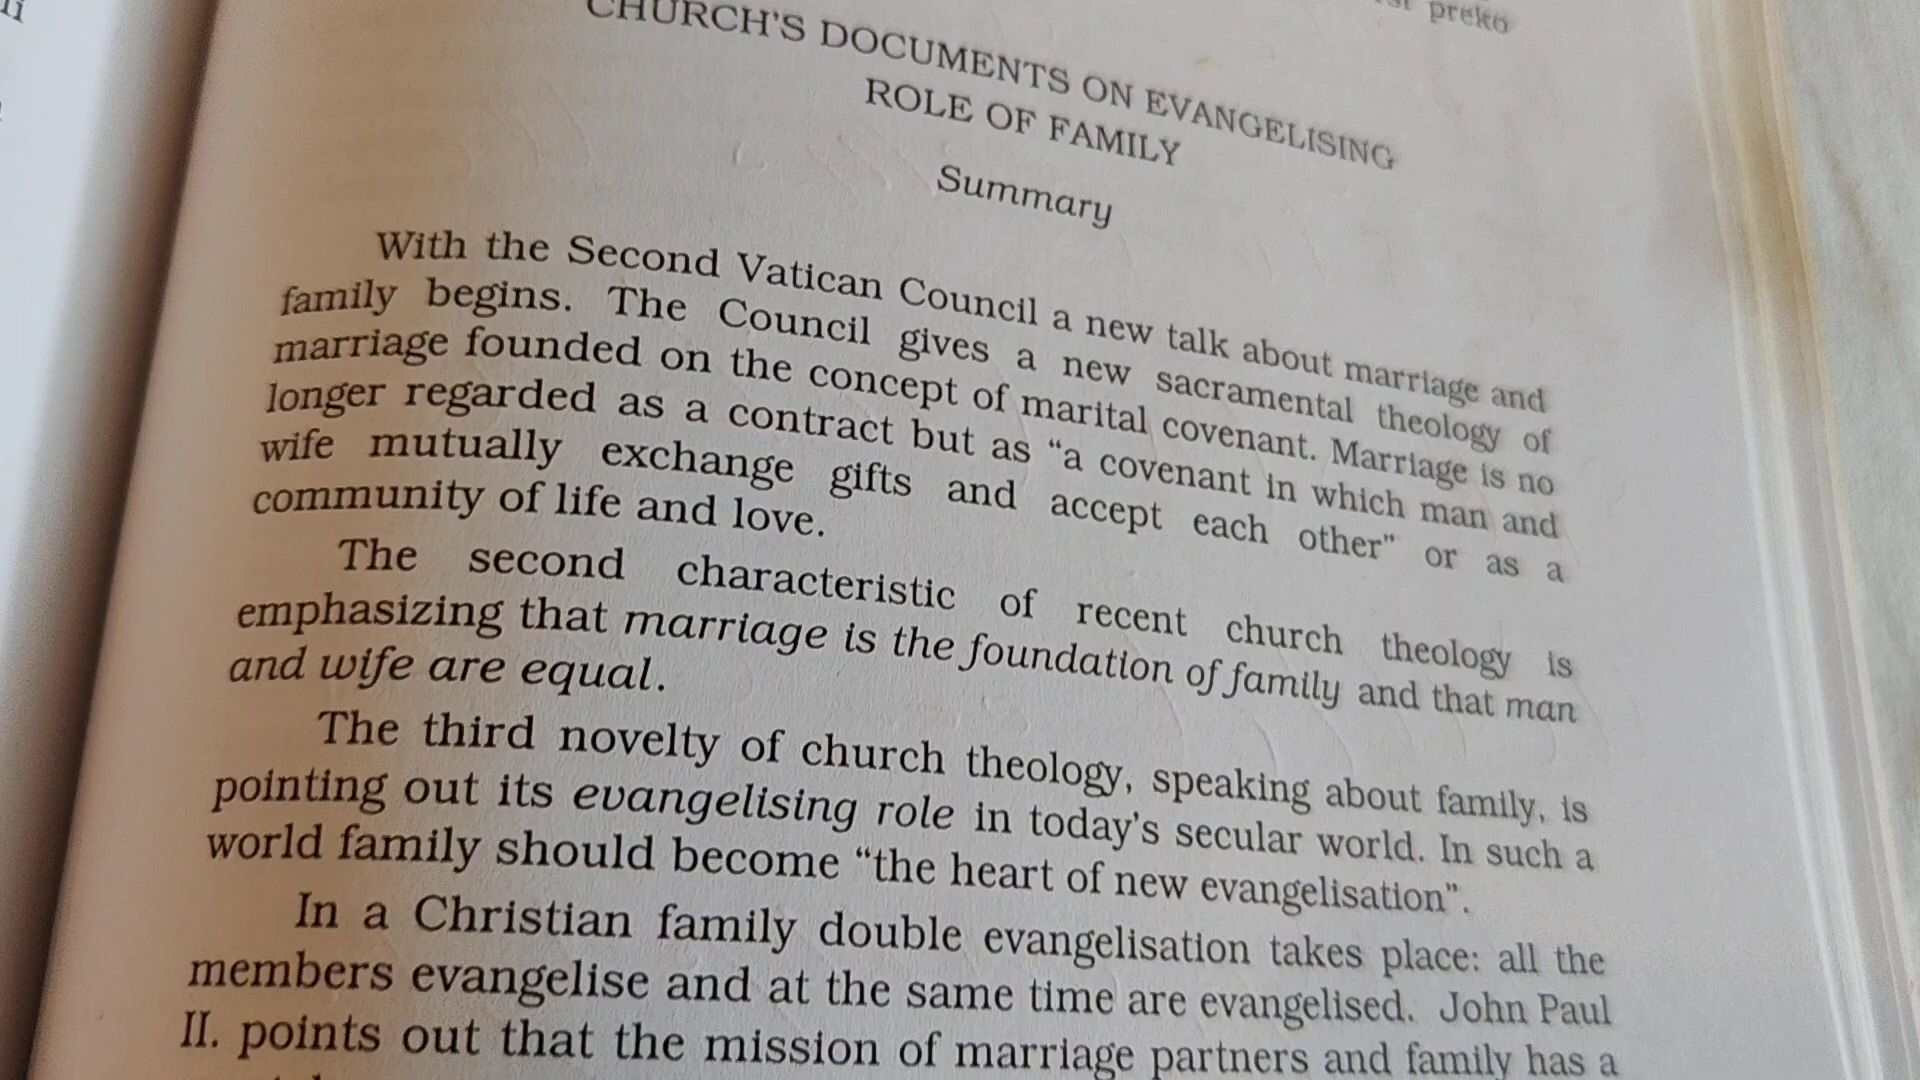 preko
CHURCH'S DOCUMENTS ON EVANGELISING
ROLE OF FAMILY
Summary
With the Second Vatican Council a new talk about marriage and
family begins. The Council gives a new sacramental theology of
marriage founded on the concept of marital covenant. Marriage is no
longer regarded as a contract but as “a covenant in which man and
wife mutually exchange gifts and accept each other” or as a
community of life and love.
The second characteristic of recent church theology is
emphasizing that marriage is the foundation of family and that man
and wife are equal.
The third novelty of church theology, speaking about family, is
pointing out its evangelising role in today's secular world. In such a
world family should become “the heart of new evangelisation”.
In a Christian family double evangelisation takes place: all the
members evangelise and at the same time are evangelised. John Paul
II. points out that the mission of marriage partners and family has a